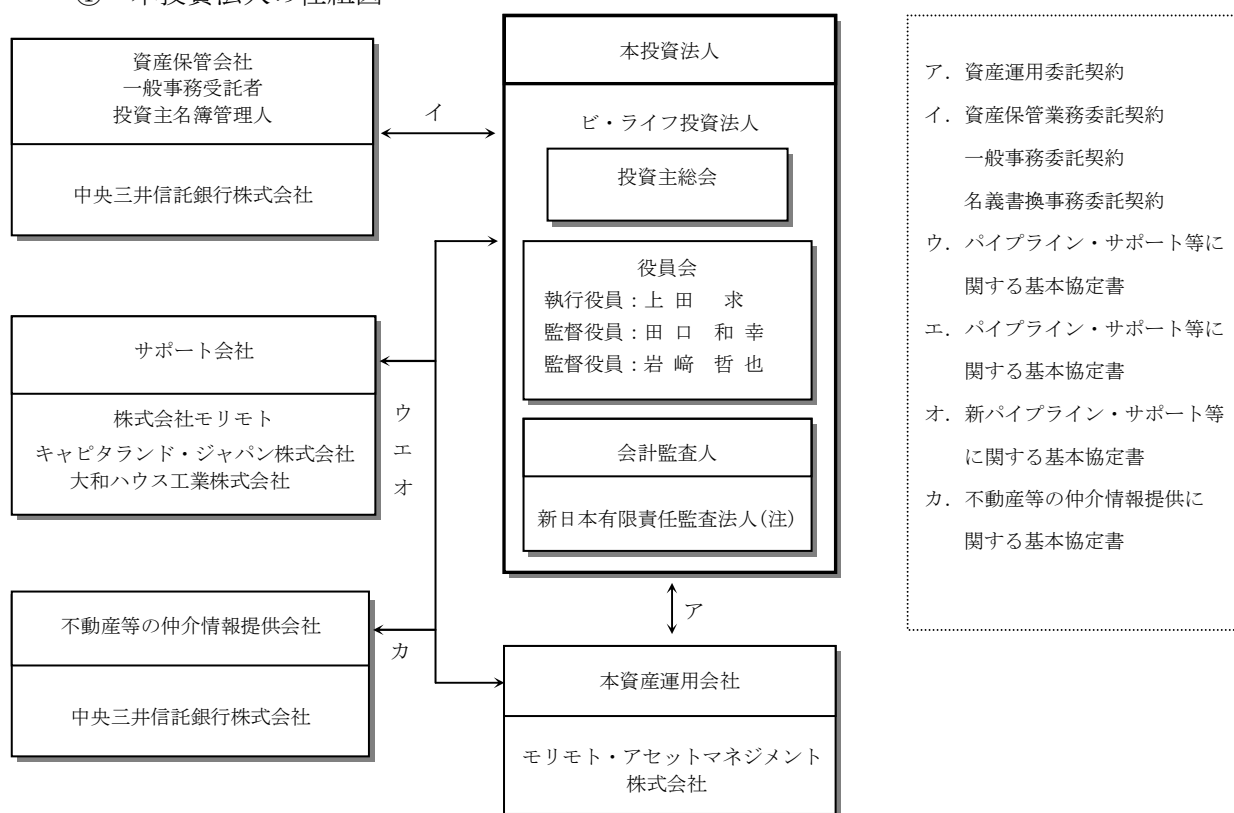 ① 本投資法人の仕組図
資産保管会社
一般事務受託者
投資主名簿管理人
中央三井信託銀行株式会社
イ
本投資法人
ビ・ライフ投資法人
投資主総会
役員会
執行役員：上 田 求
監督役員：田 口 和 幸
監督役員：岩 﨑 哲 也
会計監査人
新日本有限責任監査法人(注)
サポート会社
株式会社モリモト
キャピタランド・ジャパン株式会社
大和ハウス工業株式会社
ウ
エ
オ
不動産等の仲介情報提供会社
中央三井信託銀行株式会社
カ
ア
本資産運用会社
モリモト・アセットマネジメント
株式会社
ア．資産運用委託契約
イ．資産保管業務委託契約
一般事務委託契約
名義書換事務委託契約
ウ．パイプライン・サポート等に
関する基本協定書
エ．パイプライン・サポート等に
関する基本協定書
オ．新パイプライン・サポート等
に関する基本協定書
カ．不動産等の仲介情報提供に
関する基本協定書